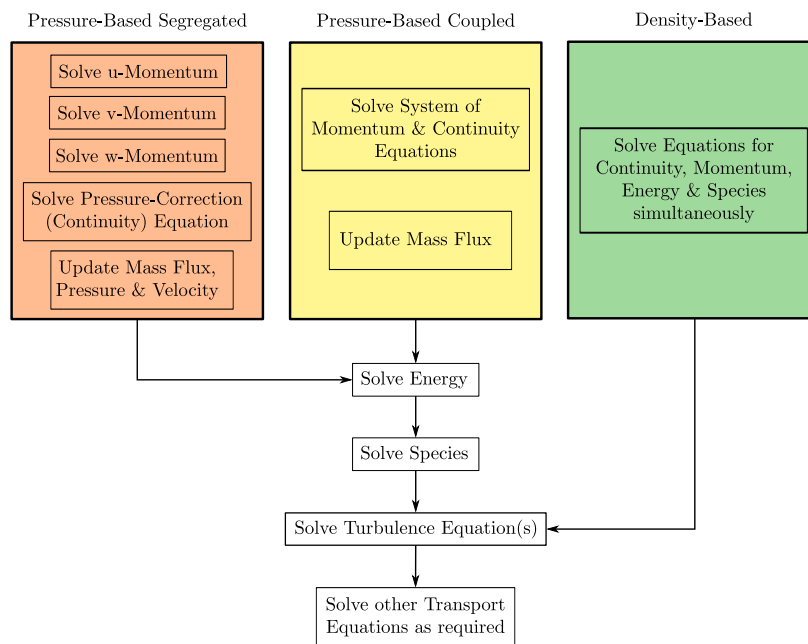 Pressure-Based Segregated
Solve u-Momentum
Solve v-Momentum
Solve w-Momentum
Solve Pressure-Correction
(Continuity) Equation
Update Mass Flux,
Pressure & Velocity
Pressure-Based Coupled
Solve System of
Momentum & Continuity
Equations
Update Mass Flux
Density-Based
Solve Equations for
Continuity, Momentum,
Energy & Species
simultaneously
Solve Energy
Solve Species
Solve Turbulence Equation(s)
Solve other Transport
Equations as required